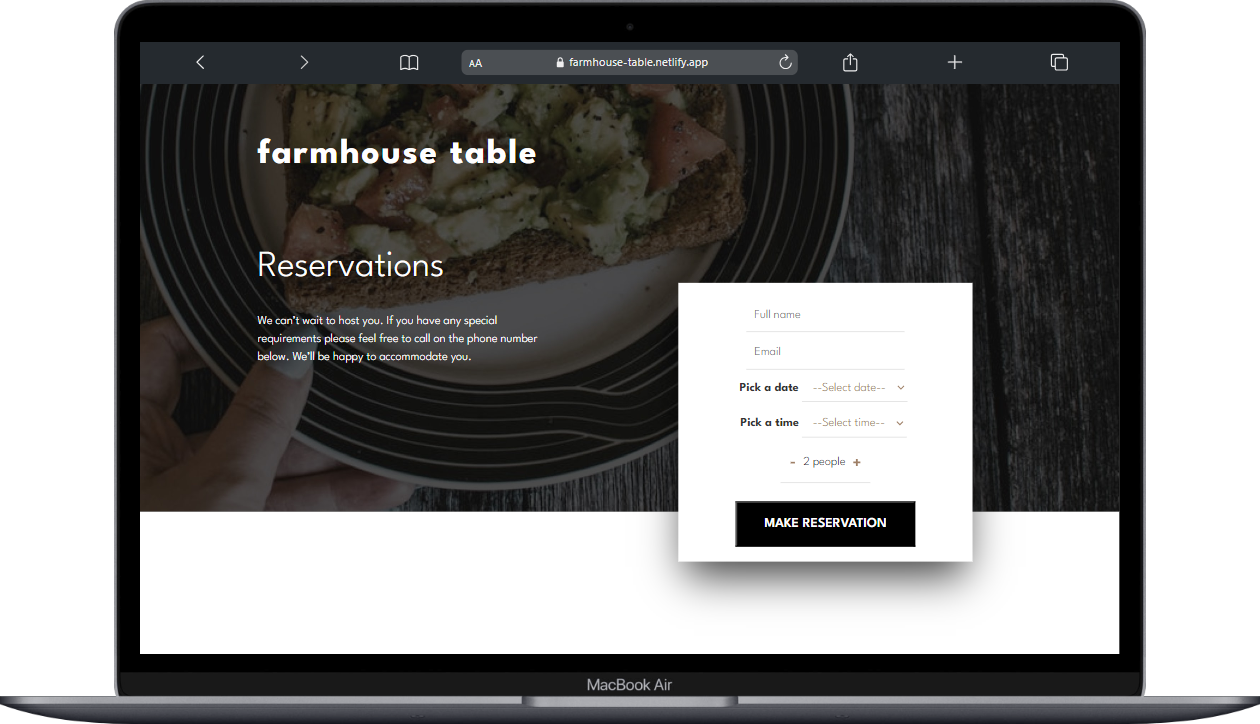 AA
farmhouse-table.netlify.app
farmhouse table
Reservations
We can't wait to host you. If you have any special
requirements please feel free to call on the phone number
below. We'll be happy to accommodate you.
Full name
Email
Pick a date --Select date--
Pick a time --Select time--
- 2 people +
MAKE RESERVATION
MacBook Air